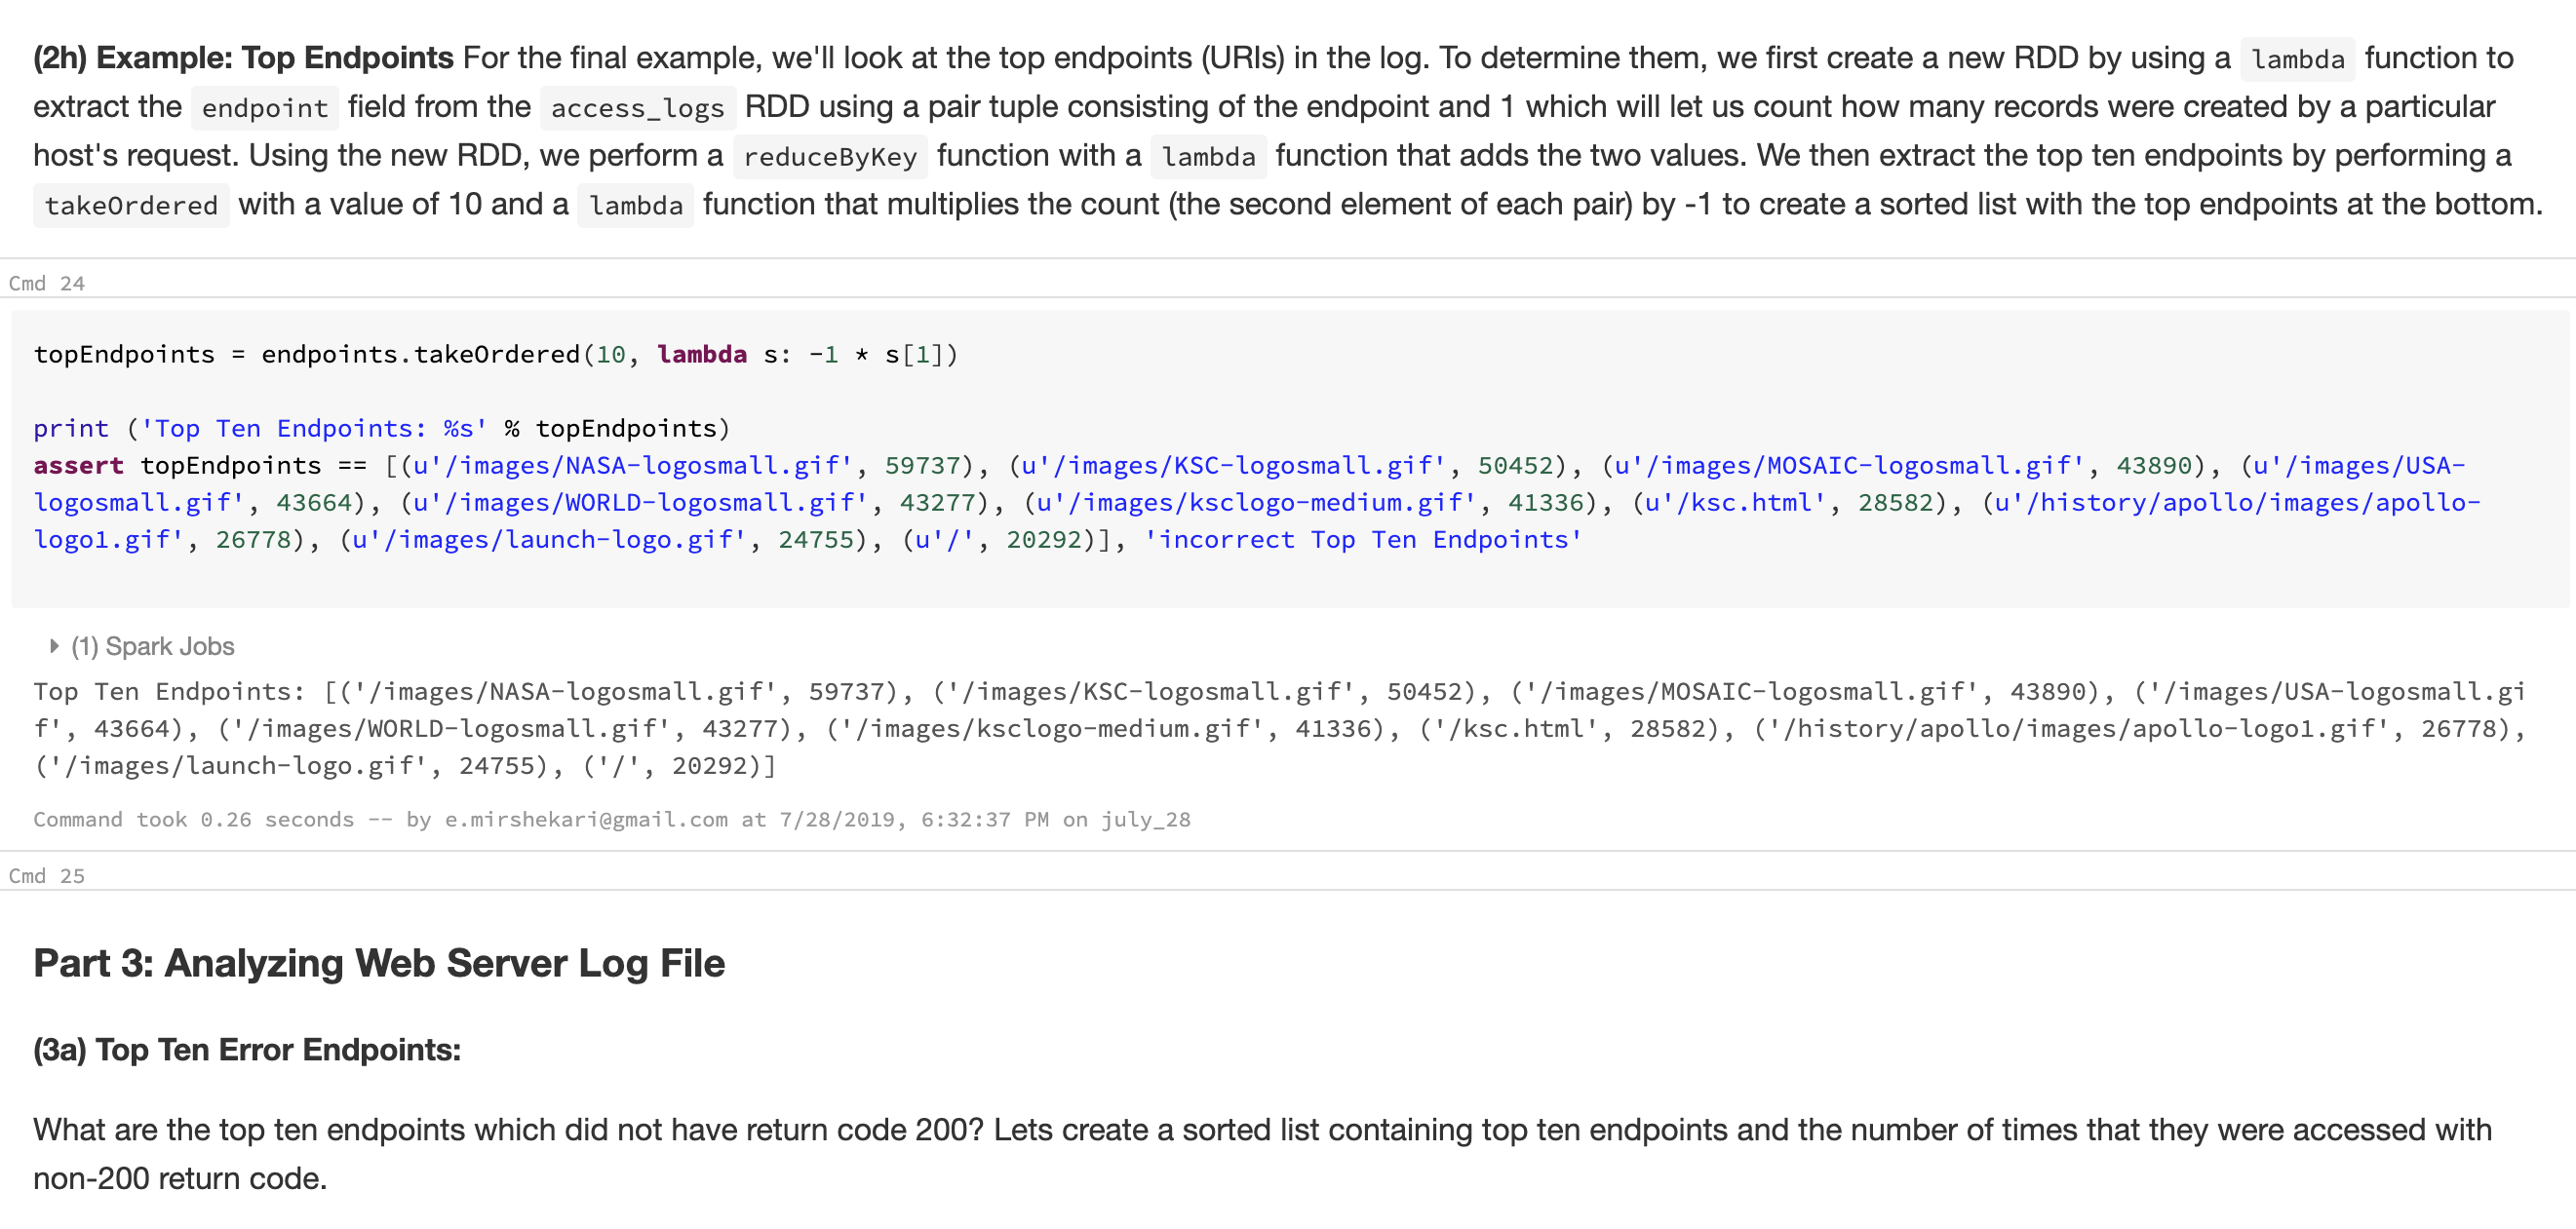 (2h) Example: Top Endpoints For the final example, we'll look at the top endpoints (URIs) in the log. To determine them, we first create a new RDD by using a lambda function to
extract the endpoint field from the access_logs RDD using a pair tuple consisting of the endpoint and 1 which will let us count how many records were created by a particular
host's request. Using the new RDD, we perform a reduceByKey function with a lambda function that adds the two values. We then extract the top ten endpoints by performing a
takeOrdered with a value of 10 and a lambda function that multiplies the count (the second element of each pair) by -1 to create a sorted list with the top endpoints at the bottom.
Cmd 24
topEndpoints = endpoints.takeOrdered(10, lambda s: -1 * s[1])
print ('Top Ten Endpoints: %s' % topEndpoints)
assert topEndpoints == [(u'/images/NASA-logosmall.gif', 59737), (u'/images/KSC-logosmall.gif', 50452), (u'/images/MOSAIC-logosmall.gif', 43890), (u'/images/USA-
logosmall.gif', 43664), (u'/images/WORLD-logosmall.gif', 43277), (u'/images/ksclogo-medium.gif', 41336), (u'/ksc.html', 28582), (u'/history/apollo/images/apollo-
logo1.gif', 26778), (u'/images/launch-logo.gif', 24755), (u'/', 20292)], 'incorrect Top Ten Endpoints'
(1) Spark Jobs
Top Ten Endpoints: [('/images/NASA-logosmall.gif', 59737), ('/images/KSC-logosmall.gif', 50452), ('/images/MOSAIC-logosmall.gif', 43890), ('/images/USA-logosmall.gi
f', 43664), ('/images/WORLD-logosmall.gif', 43277), ('/images/ksclogo-medium.gif', 41336), ('/ksc.html', 28582), ('/history/apollo/images/apollo-logo1.gif', 26778),
('/images/launch-logo.gif', 24755), ('/', 20292)]
Command took 0.26 seconds -- by e.mirshekari@gmail.com at 7/28/2019, 6:32:37 PM on july_28
Cmd 25
Part 3: Analyzing Web Server Log File
(3a) Top Ten Error Endpoints:
What are the top ten endpoints which did not have return code 200? Lets create a sorted list containing top ten endpoints and the number of times that they were accessed with
non-200 return code.